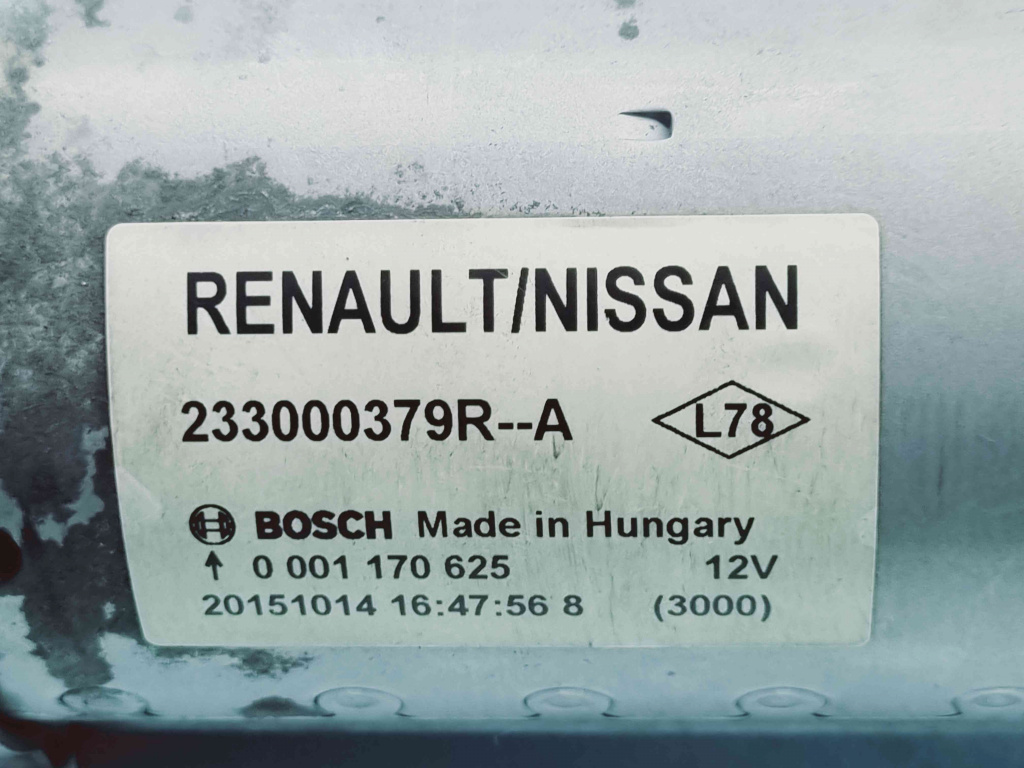 RENAULT/NISSAN
233000379R--A L78
BOSCH Made in Hungary
↑ 0 001 170 625 12V
20151014 16:47:56 8 (3000)